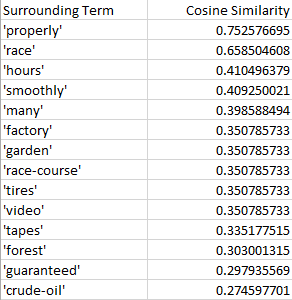 Surrounding Term Cosine Similarity
'properly' 0.752576695
'race' 0.658504608
'hours' 0.410496379
'smoothly' 0.409250021
'many' 0.398588494
'factory' 0.350785733
'garden' 0.350785733
'race-course' 0.350785733
'tires' 0.350785733
'video' 0.350785733
'tapes' 0.335177515
'forest' 0.303001315
'guaranteed' 0.297935569
'crude-oil' 0.274597701